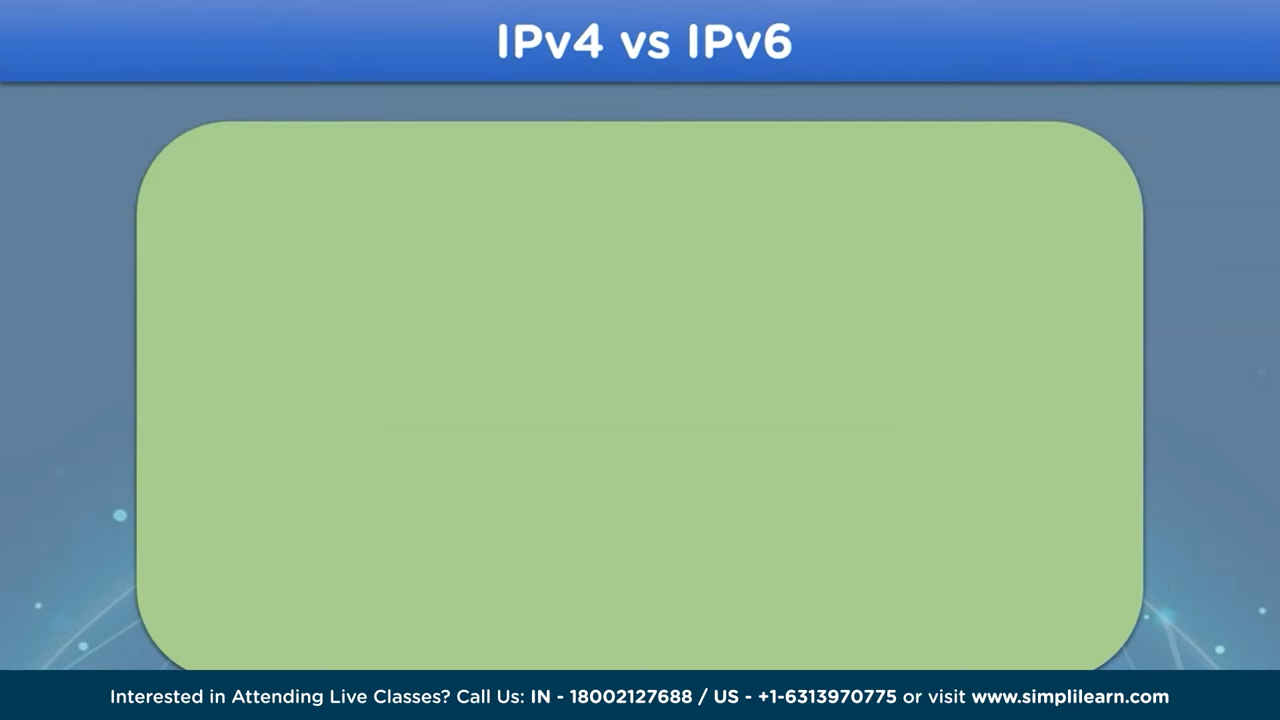 IPv4 vs IPv6
Interested in Attending Live Classes? Call Us: IN - 18002127688 / US - +1-6313970775 or visit www.simplilearn.com